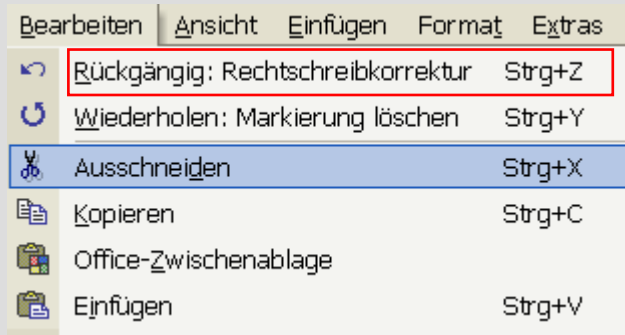 Bearbeiten Ansicht Einfügen Format Extras
Rückgängig: Rechtschreibkorrektur Strg+Z
Wiederholen: Markierung löschen Strg+Y
Ausschneiden Strg+X
Kopieren Strg+C
Office-Zwischenablage
Einfügen Strg+V